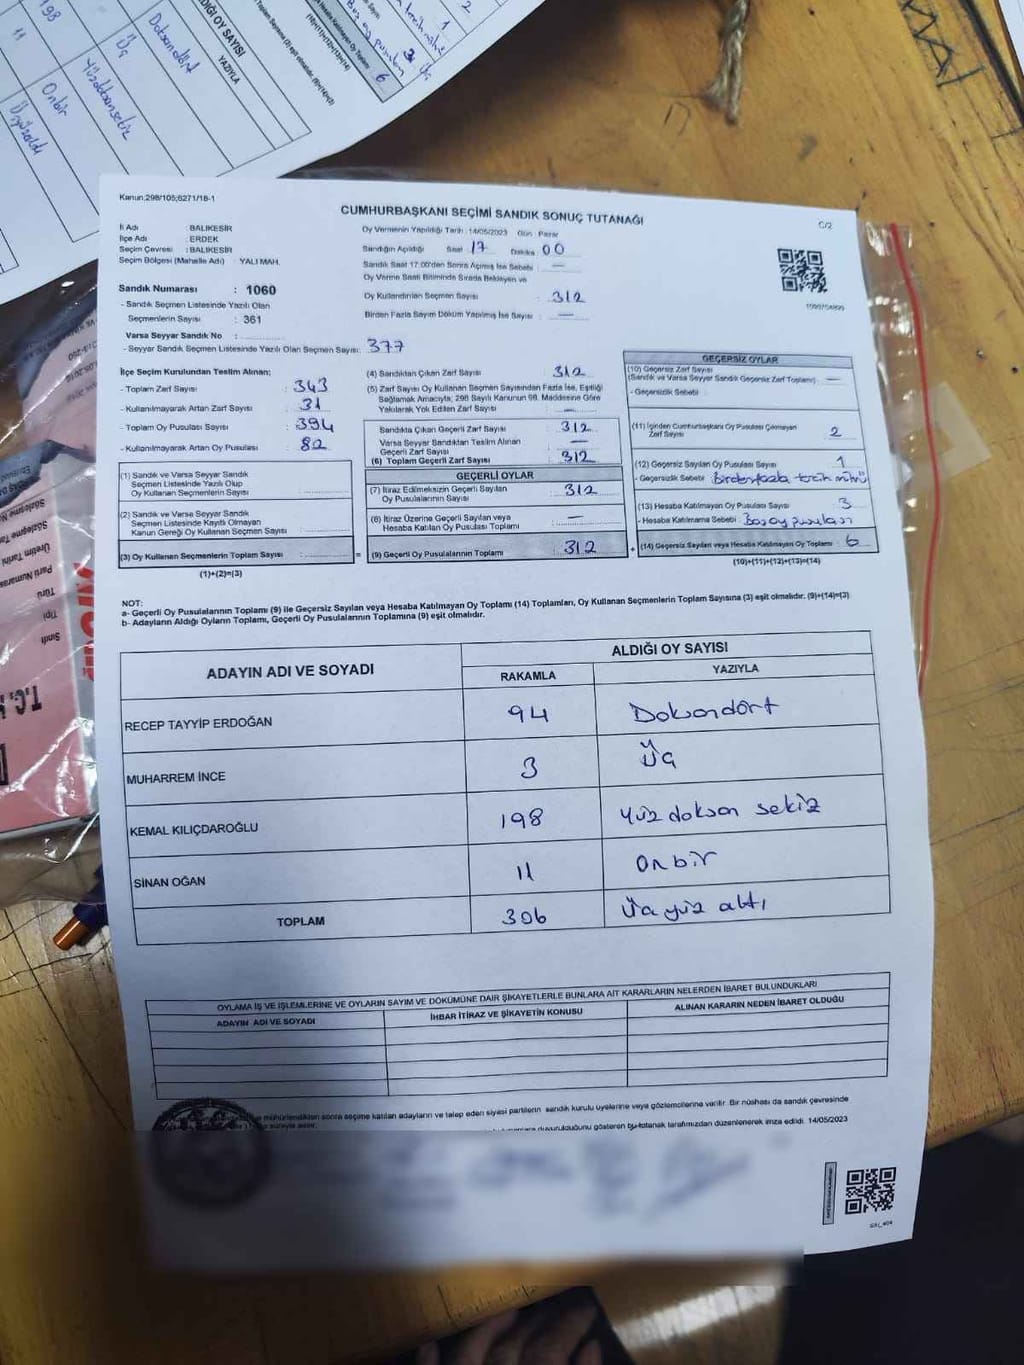 198
11
Doksandört
Üç
Yüzdoksansekiz
Onbir
Üçyüzaltı
YAZIYLA
6
1
2
Kanun:298/105;6271/18-1
CUMHURBAŞKANI SEÇİMİ SANDIK SONUÇ TUTANAĞI
C/2
İl Adı : BALIKESİR
İlçe Adı : ERDEK
Seçim Çevresi : BALIKESİR
Seçim Bölgesi (Mahalle Adı) : YALI MAH.
Oy Vermenin Yapıldığı Tarih :14/05/2023 Gün : Pazar
Sandığın Açıldığı Saat 17 Dakika 00
Sandık Saat 17:00'den Sonra Açılmış İse Sebebi : —
Oy Verme Saati Bitiminde Sırada Bekleyen ve
Oy Kullandırılan Seçmen Sayısı : 312
Birden Fazla Sayım Döküm Yapılmış İse Sayısı : —
Sandık Numarası : 1060
- Sandık Seçmen Listesinde Yazılı Olan
Seçmenlerin Sayısı : 361
Varsa Seyyar Sandık No :
- Seyyar Sandık Seçmen Listesinde Yazılı Olan Seçmen Sayısı: 377
İlçe Seçim Kurulundan Teslim Alınan;
- Toplam Zarf Sayısı : 343
- Kullanılmayarak Artan Zarf Sayısı : 31
- Toplam Oy Pusulası Sayısı : 394
- Kullanılmayarak Artan Oy Pusulası : 82
(1) Sandık ve Varsa Seyyar Sandık
Seçmen Listesinde Yazılı Olup
Oy Kullanan Seçmenlerin Sayısı :
(2) Sandık ve Varsa Seyyar Sandık
Seçmen Listesinde Kayıtlı Olmayan
Kanun Gereği Oy Kullanan Seçmen Sayısı :
(3) Oy Kullanan Seçmenlerin Toplam Sayısı : =
(1)+(2)=(3)
(4) Sandıktan Çıkan Zarf Sayısı : 312
(5) Zarf Sayısı Oy Kullanan Seçmen Sayısından Fazla İse, Eşitliği
Sağlamak Amacıyla; 298 Sayılı Kanunun 98. Maddesine Göre
Yakılarak Yok Edilen Zarf Sayısı : —
Sandıkta Çıkan Geçerli Zarf Sayısı : 312
Varsa Seyyar Sandıktan Teslim Alınan
Geçerli Zarf Sayısı : —
(6) Toplam Geçerli Zarf Sayısı : 312
GEÇERLİ OYLAR
(7) İtiraz Edilmeksizin Geçerli Sayılan
Oy Pusulalarının Sayısı : 312
(8) İtiraz Üzerine Geçerli Sayılan veya
Hesaba Katılan Oy Pusulası Toplamı : —
(9) Geçerli Oy Pusulalarının Toplamı : 312 +
GEÇERSİZ OYLAR
(10) Geçersiz Zarf Sayısı
(Sandık ve Varsa Seyyar Sandık Geçersiz Zarf Toplamı) : —
- Geçersizlik Sebebi :
(11) İçinden Cumhurbaşkanı Oy Pusulası Çıkmayan
Zarf Sayısı : 2
(12) Geçersiz Sayılan Oy Pusulası Sayısı : 1
- Geçersizlik Sebebi : Birden fazla tercih mührü
(13) Hesaba Katılmayan Oy Pusulası Sayısı : 3
- Hesaba Katılmama Sebebi : Boş oy pusulası
(14) Geçersiz Sayılan veya Hesaba Katılmayan Oy Toplamı : 6
(10)+(11)+(12)+(13)=(14)
NOT:
a- Geçerli Oy Pusulalarının Toplamı (9) ile Geçersiz Sayılan veya Hesaba Katılmayan Oy Toplamı (14) Toplamları, Oy Kullanan Seçmenlerin Toplam Sayısına (3) eşit olmalıdır. (9)+(14)=(3)
b- Adayların Aldığı Oyların Toplamı, Geçerli Oy Pusulalarının Toplamına (9) eşit olmalıdır.
ADAYIN ADI VE SOYADI
ALDIĞI OY SAYISI
RAKAMLA YAZIYLA
RECEP TAYYİP ERDOĞAN 94 Doksandört
MUHARREM İNCE 3 Üç
KEMAL KILIÇDAROĞLU 198 Yüz doksan sekiz
SİNAN OĞAN 11 Onbir
TOPLAM 306 Üç yüz altı
OYLAMA İŞ VE İŞLEMLERİNE VE OYLARIN SAYIM VE DÖKÜMÜNE DAİR ŞİKAYETLERLE BUNLARA AİT KARARLARIN NELERDEN İBARET BULUNDUKLARI
ADAYIN ADI VE SOYADI
İHBAR İTİRAZ VE ŞİKAYETİN KONUSU
ALINAN KARARIN NEDEN İBARET OLDUĞU
mühürlendikten sonra seçime katılan adayların ve talep eden siyasi partilerin sandık kurulu üyelerine veya gözlemcilerine verilir. Bir nüshası da sandık çevresinde
duyurulduğunu gösteren bu tutanak tarafımızdan düzenlenerek imza edildi. 14/05/2023